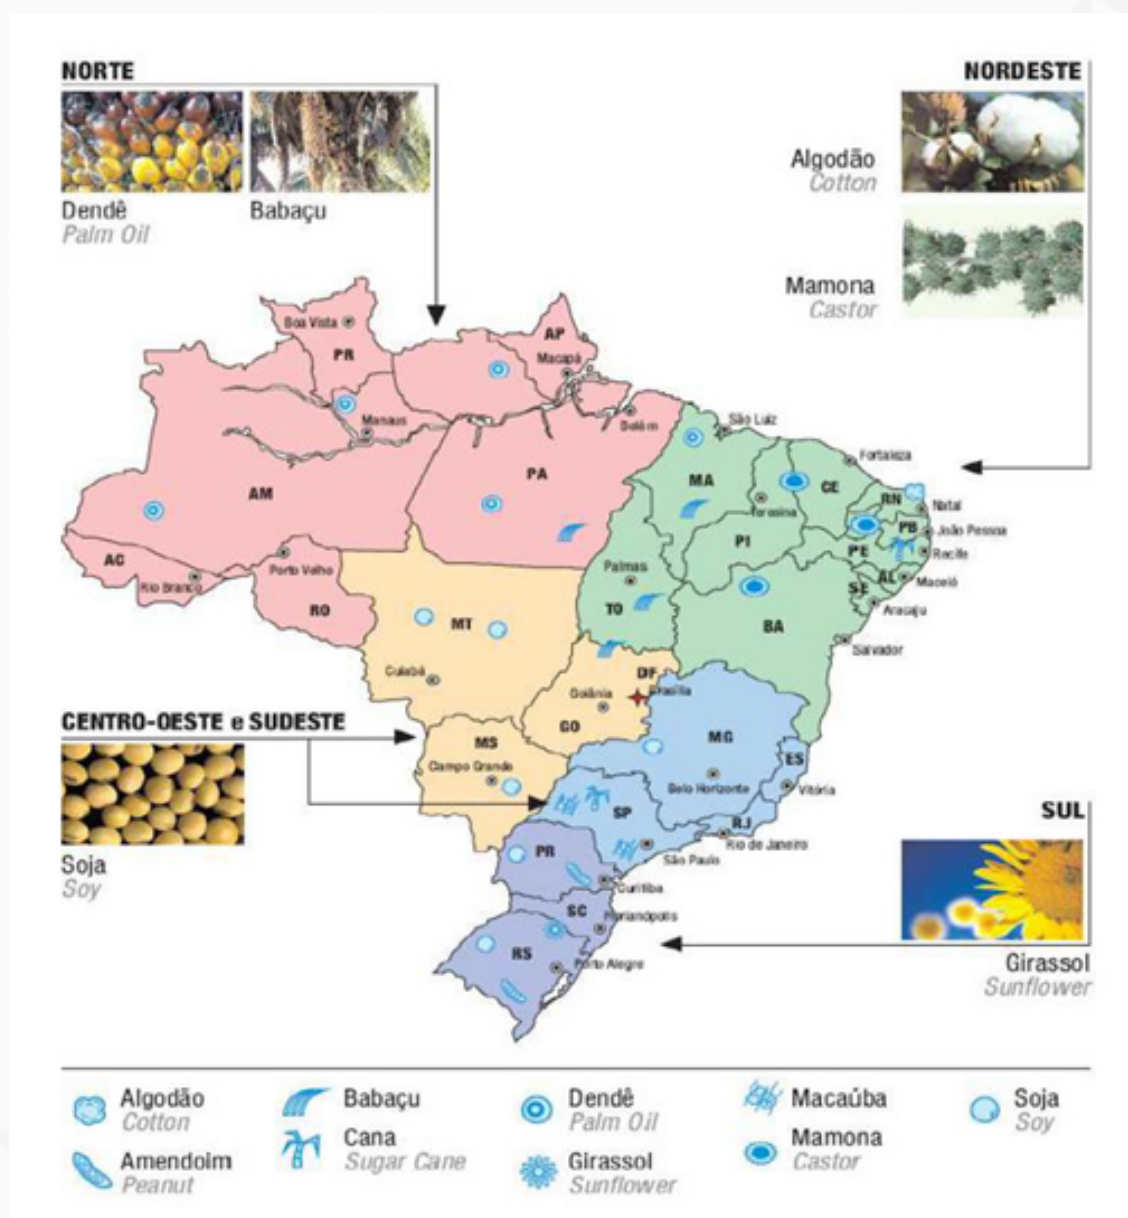 NORTE
Dendê
Palm Oil
Babaçu
NORDESTE
Algodão
Cotton
Mamona
Castor
Boa Vista
PR
AP
Macapá
Manaus
Belém
São Luiz
Fortaleza
PA
MA
CE
AM
RN
Natal
Teresina
PB
João Pessoa
PI
PE
Recife
AC
Porto Velho
Palmas
AL
Maceió
Rio Branco
SE
RO
TO
Aracaju
MT
BA
Salvador
Cuiabá
DF
Goiânia
Brasília
CENTRO-OESTE e SUDESTE
GO
MG
MS
ES
Campo Grande
Belo Horizonte
Vitória
SP
RJ
Rio de Janeiro
SUL
São Paulo
PR
Soja
Soy
Curitiba
SC
Florianópolis
RS
Porto Alegre
Girassol
Sunflower
Algodão
Cotton
Babaçu
Dendê
Palm Oil
Macaúba
Soja
Soy
Amendoim
Peanut
Cana
Sugar Cane
Girassol
Sunflower
Mamona
Castor